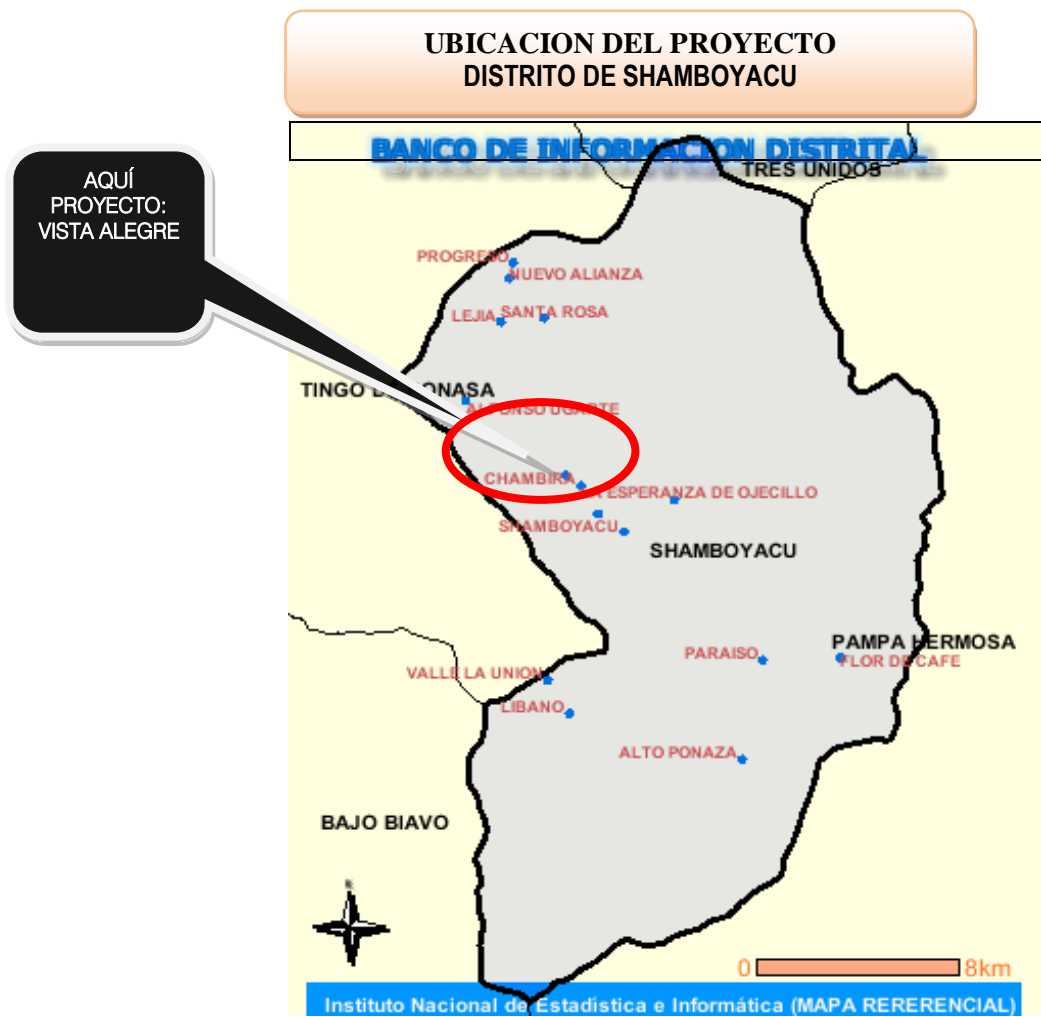 UBICACION DEL PROYECTO
DISTRITO DE SHAMBOYACU
BANCO DE INFORMACION DISTRITAL
TRES UNIDOS
AQUÍ
PROYECTO:
VISTA ALEGRE
PROGRESO
NUEVO ALIANZA
LEJIA
SANTA ROSA
TINGO DE PONASA
ALFONSO UGARTE
CHAMBIRA
ESPERANZA DE OJECILLO
SHAMBOYACU
SHAMBOYACU
PAMPA HERMOSA
PARAISO
FLOR DE CAFE
VALLE LA UNION
LIBANO
ALTO PONAZA
BAJO BIAVO
N
0 8km
Instituto Nacional de Estadística e Informática (MAPA RERERENCIAL)